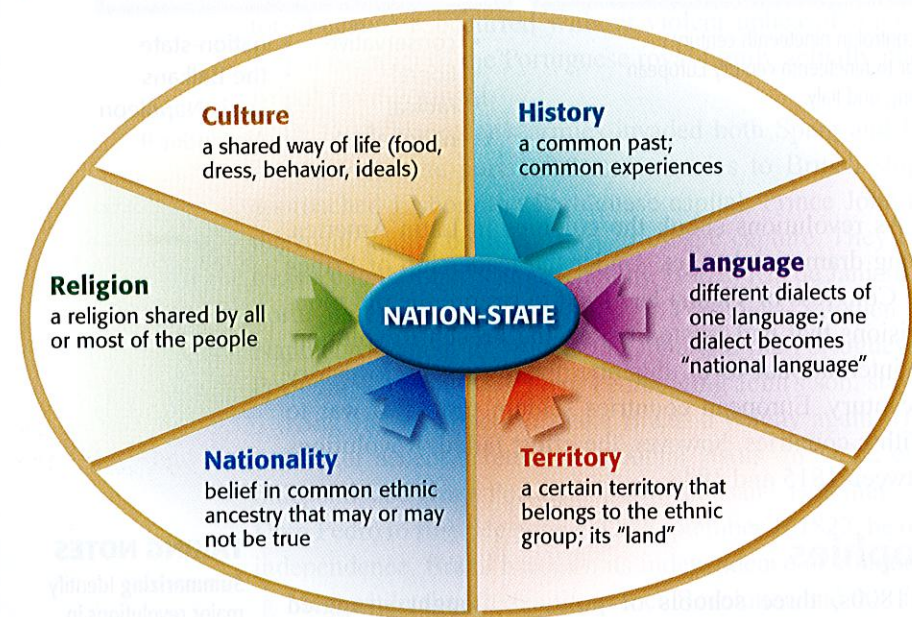 Culture
a shared way of life (food,
dress, behavior, ideals)
History
a common past;
common experiences
Religion
a religion shared by all
or most of the people
NATION-STATE
Language
different dialects of
one language; one
dialect becomes
"national language"
Nationality
belief in common ethnic
ancestry that may or may
not be true
Territory
a certain territory that
belongs to the ethnic
group; its "land"